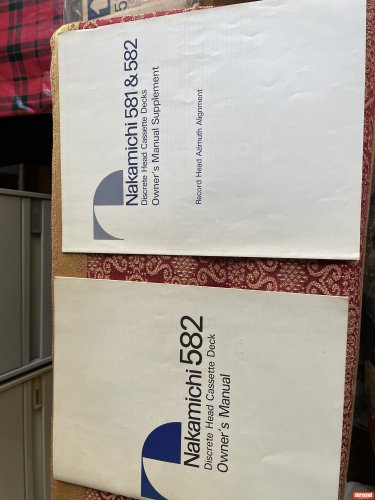 Nakamichi 581 & 582
Discrete Head Cassette Decks
Owner's Manual Supplement
Record Head Azimuth Alignment
Nakamichi 582
Discrete Head Cassette Deck
Owner's Manual